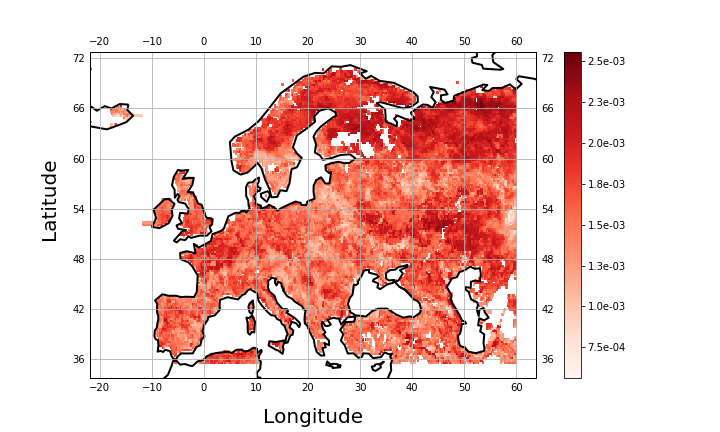 −20 −10 0 10 20 30 40 50 60
72 72 2.5e-03
66 66 2.3e-03
60 60 2.0e-03
54 54 1.8e-03
48 48 1.5e-03
42 42 1.3e-03
36 36 1.0e-03
7.5e-04
Latitude
−20 −10 0 10 20 30 40 50 60
Longitude